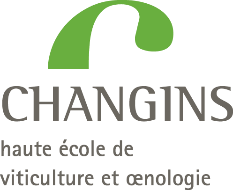 CHANGINS
haute école de
viticulture et œnologie